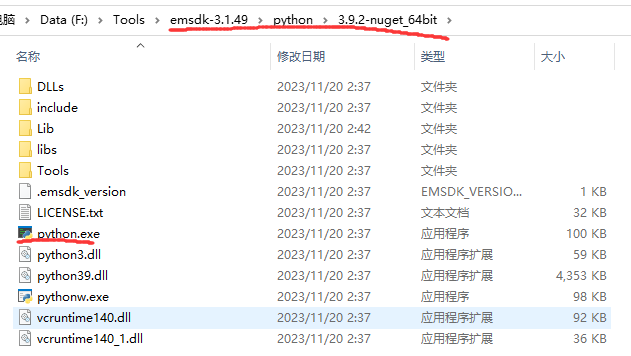 电脑 > Data (F:) > Tools > emsdk-3.1.49 > python > 3.9.2-nuget_64bit >
名称 修改日期 类型 大小
DLLs 2023/11/20 2:37 文件夹
include 2023/11/20 2:37 文件夹
Lib 2023/11/20 2:42 文件夹
libs 2023/11/20 2:37 文件夹
Tools 2023/11/20 2:37 文件夹
.emsdk_version 2023/11/20 2:37 EMSDK_VERSIO... 1 KB
LICENSE.txt 2023/11/20 2:37 文本文档 32 KB
python.exe 2023/11/20 2:37 应用程序 100 KB
python3.dll 2023/11/20 2:37 应用程序扩展 59 KB
python39.dll 2023/11/20 2:37 应用程序扩展 4,353 KB
pythonw.exe 2023/11/20 2:37 应用程序 98 KB
vcruntime140.dll 2023/11/20 2:37 应用程序扩展 92 KB
vcruntime140_1.dll 2023/11/20 2:37 应用程序扩展 36 KB